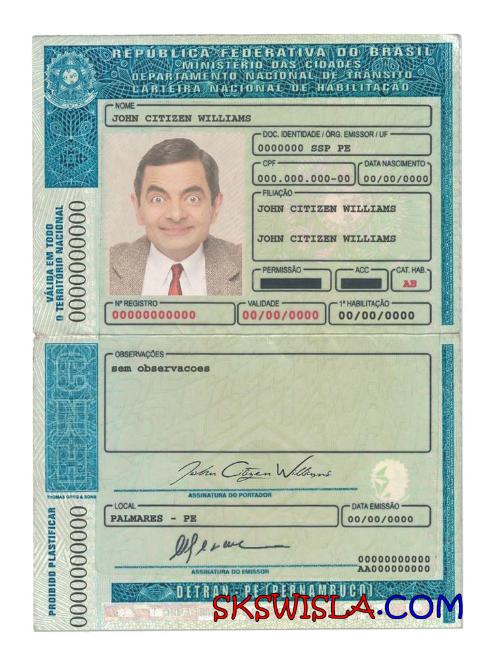 REPÚBLICA FEDERATIVA DO BRASIL
MINISTÉRIO DAS CIDADES
DEPARTAMENTO NACIONAL DE TRÂNSITO
CARTEIRA NACIONAL DE HABILITAÇÃO
NOME
JOHN CITIZEN WILLIAMS
DOC. IDENTIDADE / ÓRG. EMISSOR / UF
0000000 SSP PE
CPF
000.000.000-00
DATA NASCIMENTO
00/00/0000
FILIAÇÃO
JOHN CITIZEN WILLIAMS
JOHN CITIZEN WILLIAMS
PERMISSÃO
ACC
CAT. HAB.
AB
Nº REGISTRO
00000000000
VALIDADE
00/00/0000
1ª HABILITAÇÃO
00/00/0000
VÁLIDA EM TODO
O TERRITÓRIO NACIONAL
0000000000
OBSERVAÇÕES
sem observacoes
John Citizen Williams
ASSINATURA DO PORTADOR
THOMAS GREG & SONS
LOCAL
PALMARES - PE
DATA EMISSÃO
00/00/0000
ASSINATURA DO EMISSOR
00000000000
AA000000000
PROIBIDO PLASTIFICAR
0000000000
DETRAN-PE(PERNAMBUCO)
SKSWISLA.COM